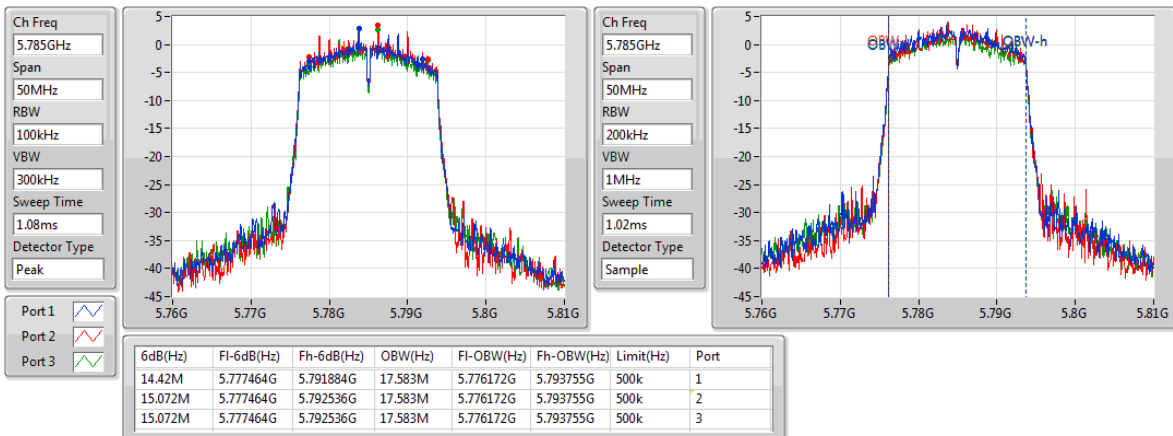 Ch Freq
5.785GHz
Span
50MHz
RBW
100kHz
VBW
300kHz
Sweep Time
1.08ms
Detector Type
Peak
Port 1
Port 2
Port 3
5
0
-5
-10
-15
-20
-25
-30
-35
-40
-45
5.76G 5.77G 5.78G 5.79G 5.8G 5.81G
Ch Freq
5.785GHz
Span
50MHz
RBW
200kHz
VBW
1MHz
Sweep Time
1.02ms
Detector Type
Sample
5
0
-5
-10
-15
-20
-25
-30
-35
-40
-45
OBW-h
5.76G 5.77G 5.78G 5.79G 5.8G 5.81G
6dB(Hz) Fl-6dB(Hz) Fh-6dB(Hz) OBW(Hz) Fl-OBW(Hz) Fh-OBW(Hz) Limit(Hz) Port
14.42M 5.777464G 5.791884G 17.583M 5.776172G 5.793755G 500k 1
15.072M 5.777464G 5.792536G 17.583M 5.776172G 5.793755G 500k 2
15.072M 5.777464G 5.792536G 17.583M 5.776172G 5.793755G 500k 3